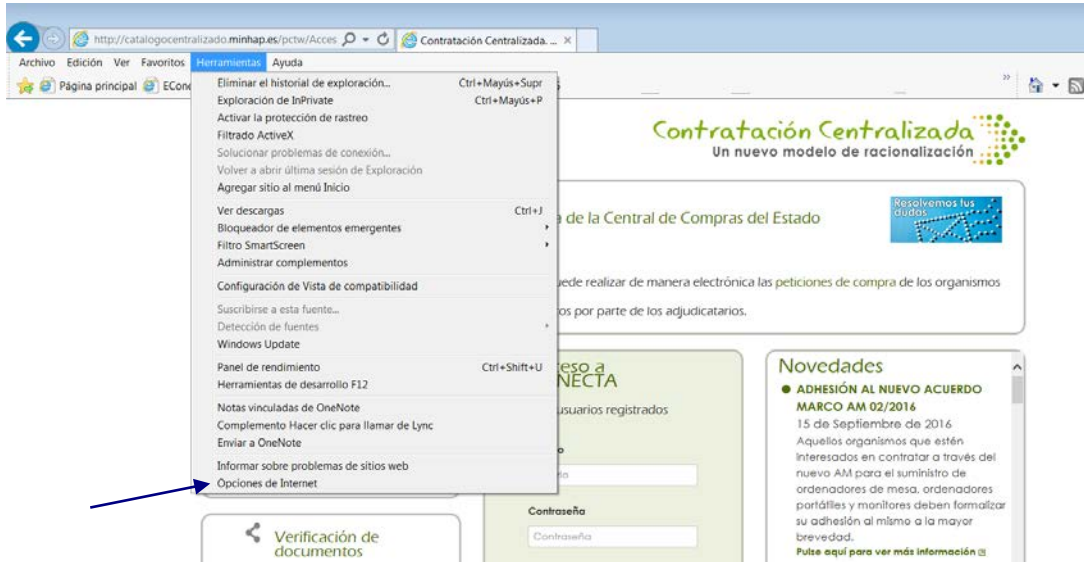 http://catalogocentralizado.minhap.es/pctw/Acces
Contratación Centralizada. ...
Archivo Edición Ver Favoritos Herramientas Ayuda
Página principal
Eliminar el historial de exploración... Ctrl+Mayús+Supr
Exploración de InPrivate Ctrl+Mayús+P
Activar la protección de rastreo
Filtrado ActiveX
Solucionar problemas de conexión...
Volver a abrir última sesión de Exploración
Agregar sitio al menú Inicio
Ver descargas Ctrl+J
Bloqueador de elementos emergentes
Filtro SmartScreen
Administrar complementos
Configuración de Vista de compatibilidad
Suscribirse a esta fuente...
Detección de fuentes
Windows Update
Panel de rendimiento Ctrl+Shift+U
Herramientas de desarrollo F12
Notas vinculadas de OneNote
Complemento Hacer clic para llamar de Lync
Enviar a OneNote
Informar sobre problemas de sitios web
Opciones de Internet
Contratación Centralizada
Un nuevo modelo de racionalización
de la Central de Compras del Estado
Resolvemos tus
dudas
realizar de manera electrónica las peticiones de compra de los organismos
por parte de los adjudicatarios.
a
usuarios registrados
Contraseña
Contraseña
Verificación de
documentos
Novedades
ADHESIÓN AL NUEVO ACUERDO
MARCO AM 02/2016
15 de Septiembre de 2016
Aquellos organismos que estén
interesados en contratar a través del
nuevo AM para el suministro de
ordenadores de mesa, ordenadores
portátiles y monitores deben formalizar
su adhesión al mismo a la mayor
brevedad.
Pulse aquí para ver más información